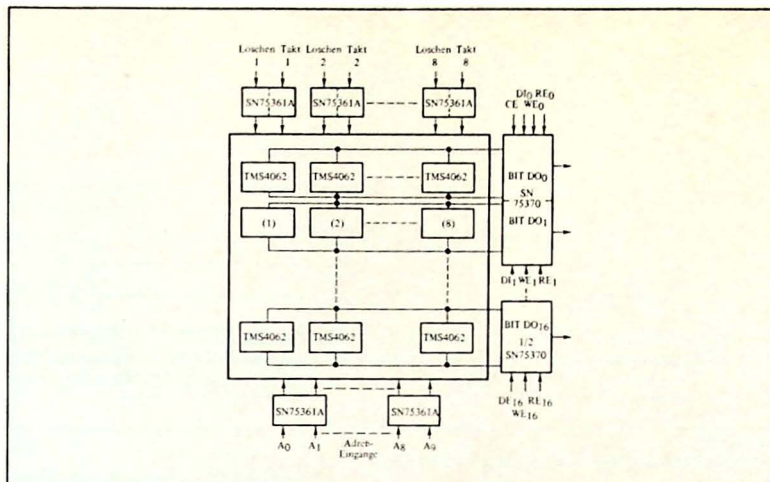 Loschen Takt Loschen Takt Loschen Takt
1 1 2 2 8 8
SN75361A SN75361A SN75361A
DI0 RE0
CE WE0
TMS4062 TMS4062 TMS4062
BIT DO0
SN
75370
(1) (2) (8)
BIT DO1
DI1 WE1 RE1
TMS4062 TMS4062 TMS4062
BIT DO16
1/2
SN75370
SN75361A SN75361A
DI16 RE16
WE16
A0 A1 Adreß-
Eingange
A8 A9